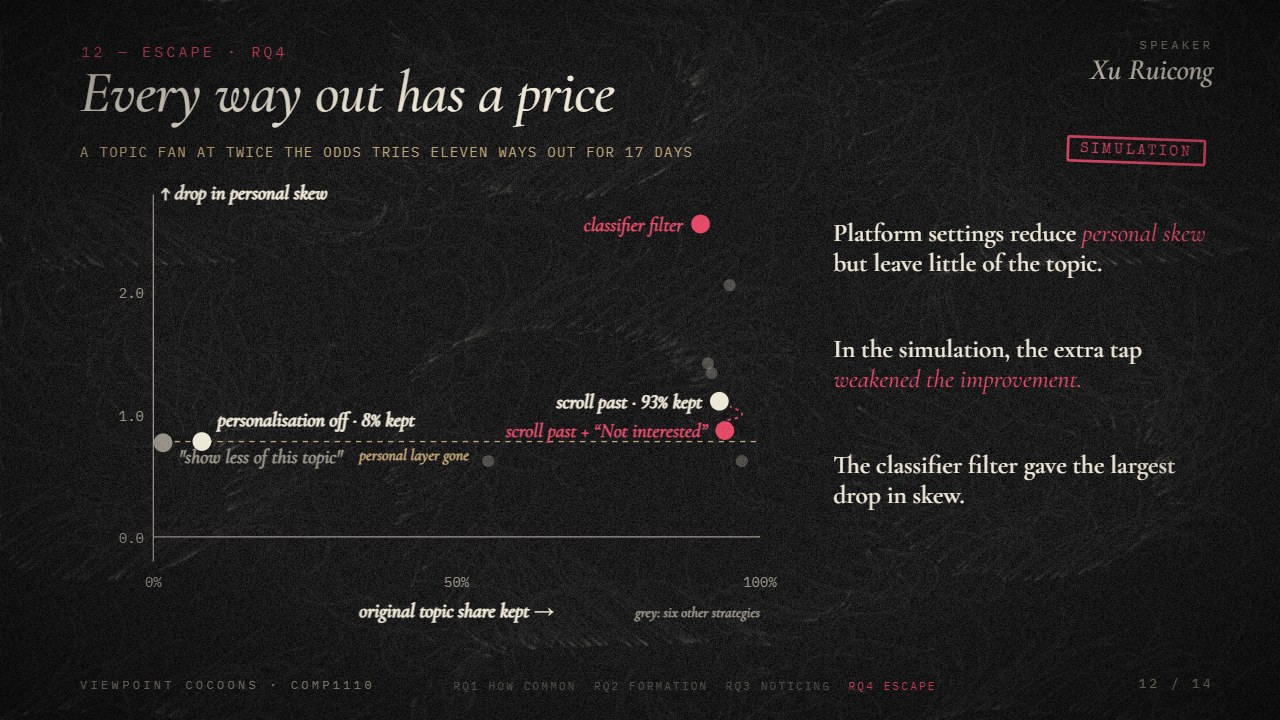 12 — ESCAPE · RQ4
SPEAKER
Xu Ruicong
Every way out has a price
A TOPIC FAN AT TWICE THE ODDS TRIES ELEVEN WAYS OUT FOR 17 DAYS
SIMULATION
↑ drop in personal skew
classifier filter
2.0
scroll past · 93% kept
1.0
personalisation off · 8% kept
scroll past + “Not interested”
"show less of this topic"
personal layer gone
0.0
0%
50%
100%
original topic share kept →
grey: six other strategies
Platform settings reduce personal skew
but leave little of the topic.
In the simulation, the extra tap
weakened the improvement.
The classifier filter gave the largest
drop in skew.
VIEWPOINT COCOONS · COMP1110
RQ1 HOW COMMON RQ2 FORMATION RQ3 NOTICING RQ4 ESCAPE
12 / 14